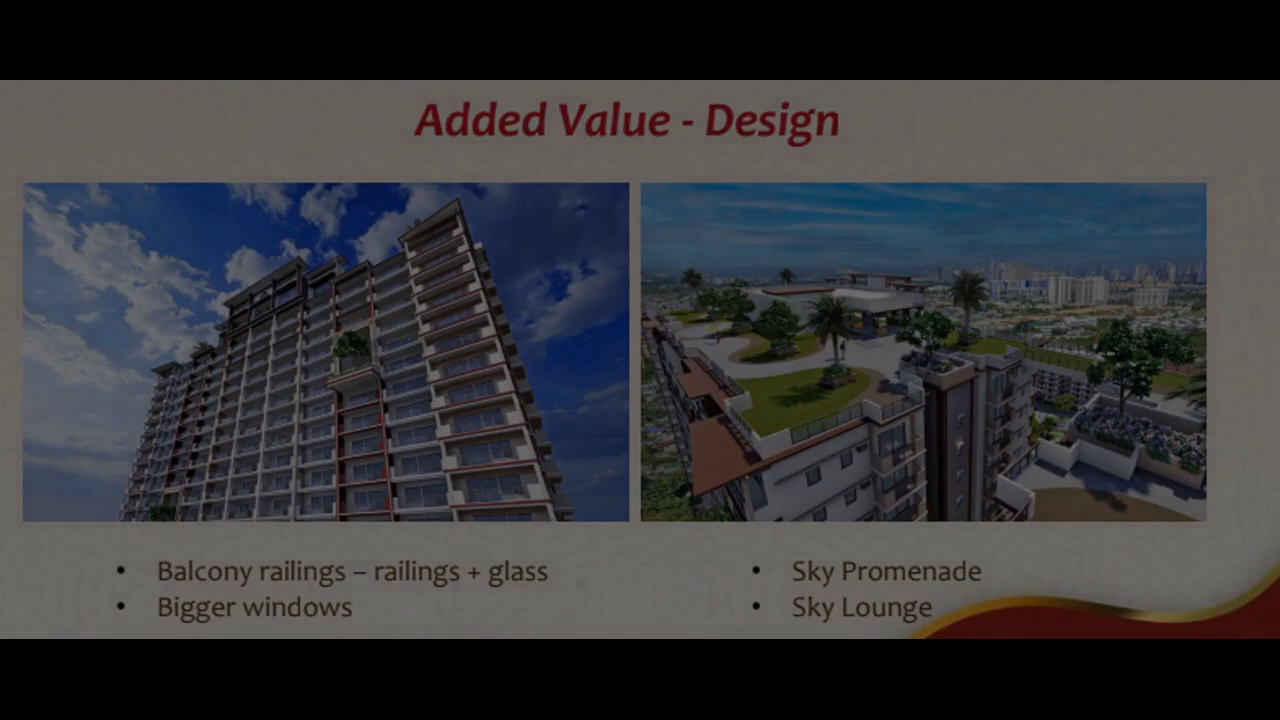 Added Value - Design
• Balcony railings – railings + glass
• Bigger windows
• Sky Promenade
• Sky Lounge